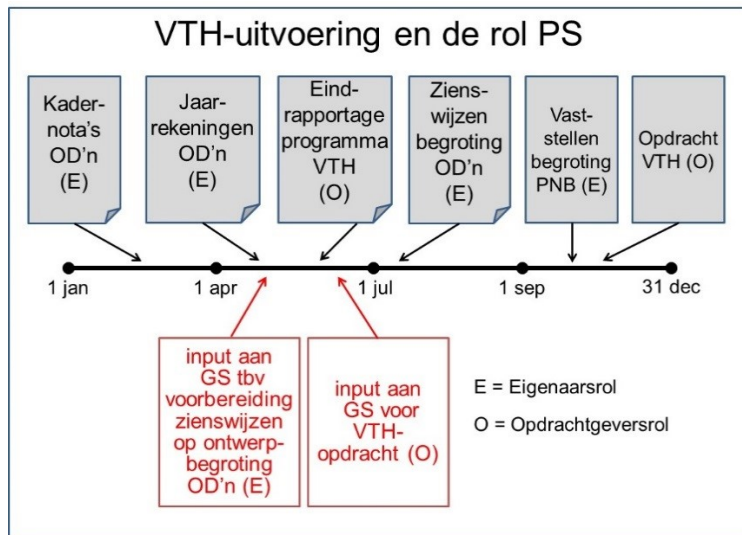 VTH-uitvoering en de rol PS
Kader-
nota's
OD'n
(E)
Jaar-
rekeningen
OD'n
(E)
Eind-
rapportage
programma
VTH
(O)
Ziens-
wijzen
begroting
OD'n
(E)
Vast-
stellen
begroting
PNB (E)
Opdracht
VTH (O)
1 jan
1 apr
1 jul
1 sep
31 dec
input aan
GS tbv
voorbereiding
zienswijzen
op ontwerp-
begroting
OD'n (E)
input aan
GS voor
VTH-
opdracht (O)
E = Eigenaarsrol
O = Opdrachtgeversrol